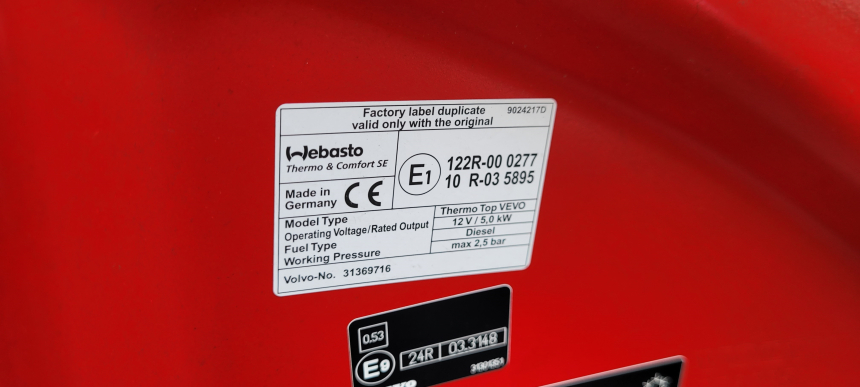 Factory label duplicate
valid only with the original
9024217D
Webasto
Thermo & Comfort SE
E1
122R-00 0277
10 R-03 5895
Made in
Germany
CE
Model Type Thermo Top VEVO
Operating Voltage/Rated Output 12 V / 5,0 kW
Fuel Type Diesel
Working Pressure max 2,5 bar
Volvo-No. 31369716
0.53
E9
24R 03.3148